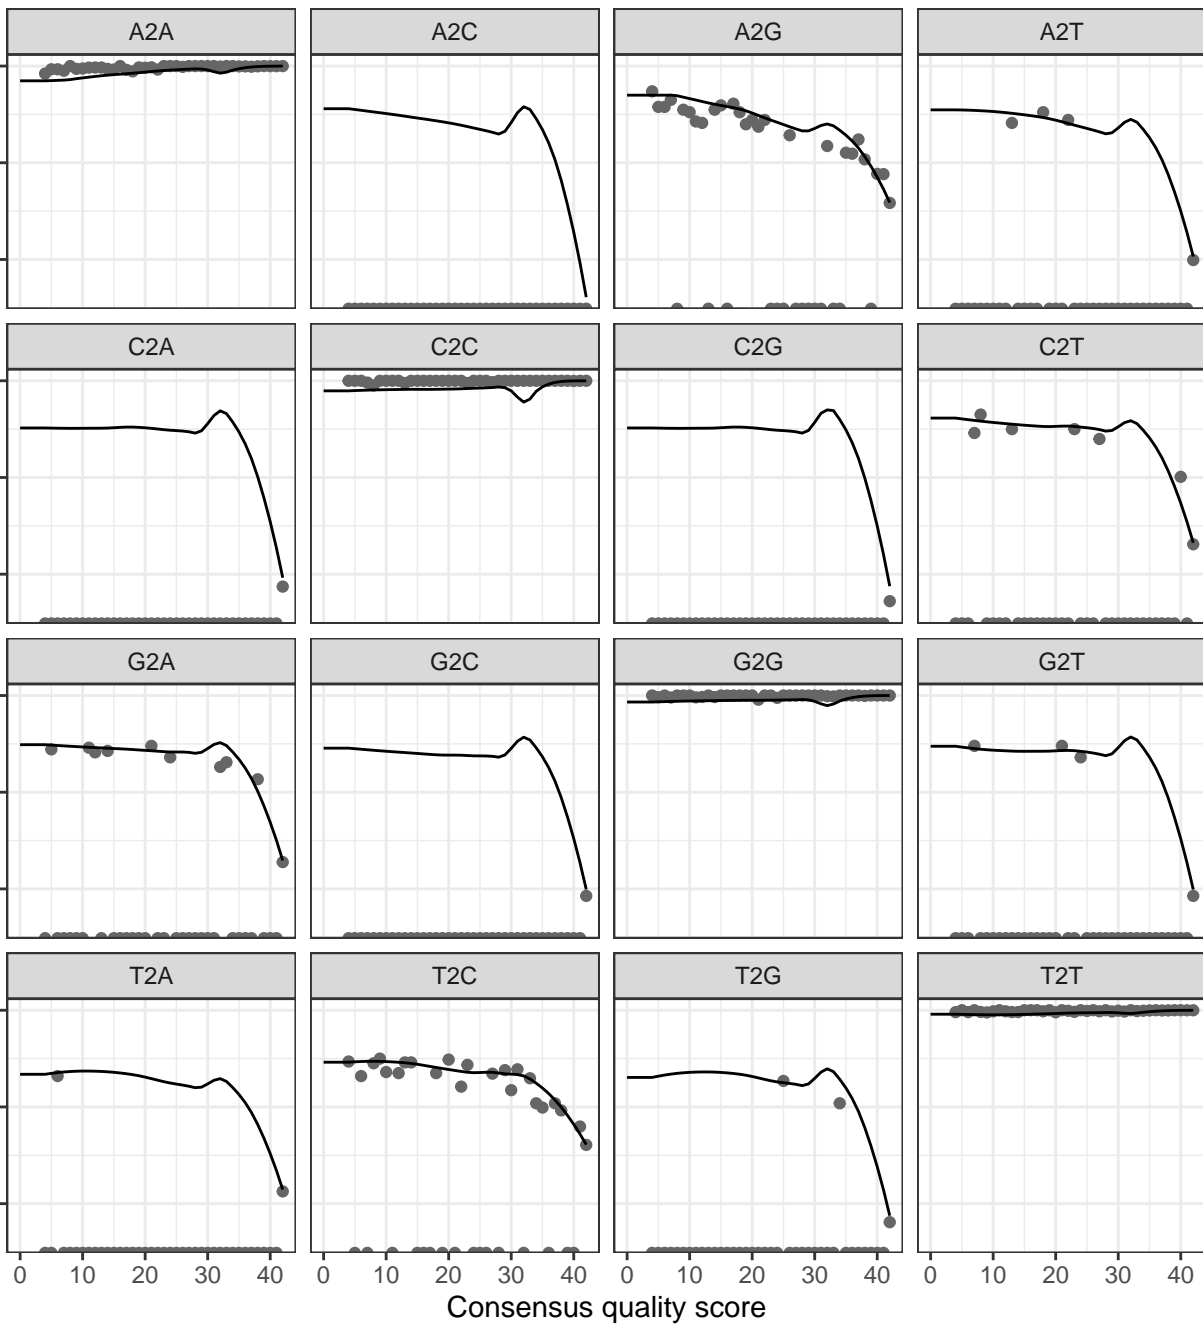 A2A A2C A2G A2T
C2A C2C C2G C2T
G2A G2C G2G G2T
T2A T2C T2G T2T
0 10 20 30 40 0 10 20 30 40 0 10 20 30 40 0 10 20 30 40
Consensus quality score